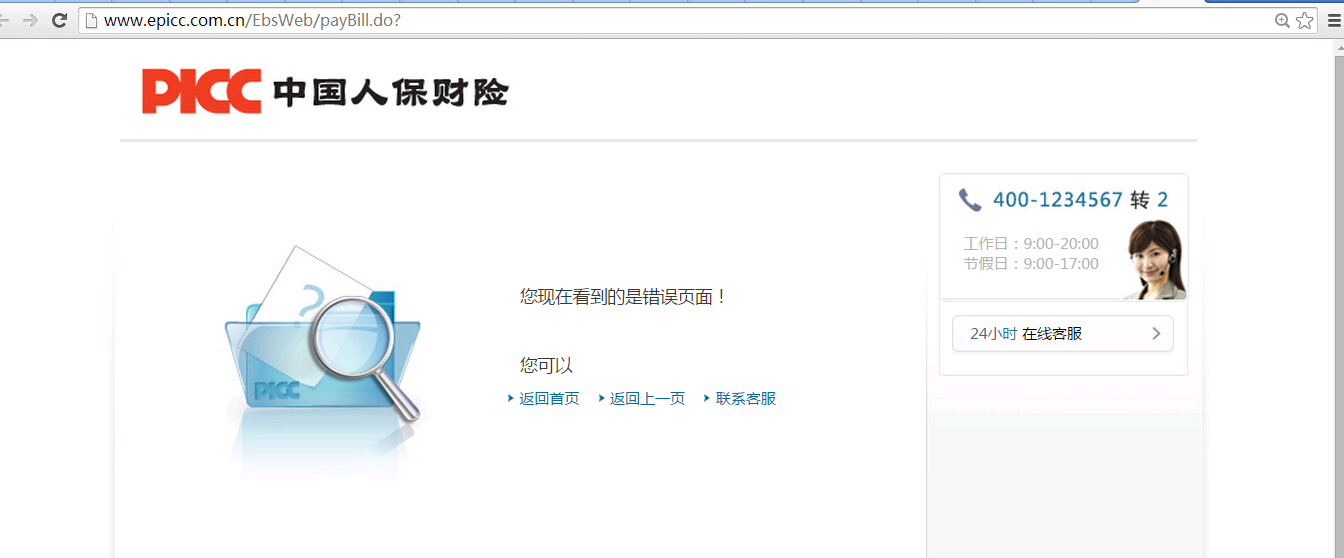 www.epicc.com.cn/EbsWeb/payBill.do?
PICC 中国人保财险
400-1234567 转 2
工作日：9:00-20:00
节假日：9:00-17:00
24小时 在线客服
?
PICC
您现在看到的是错误页面！
您可以
返回首页 返回上一页 联系客服